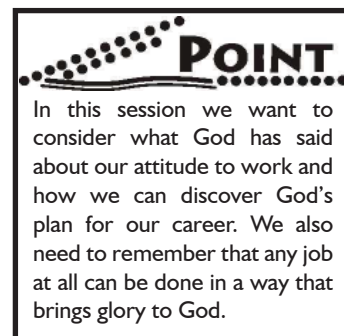 POINT
In this session we want to
consider what God has said
about our attitude to work and
how we can discover God's
plan for our career. We also
need to remember that any job
at all can be done in a way that
brings glory to God.